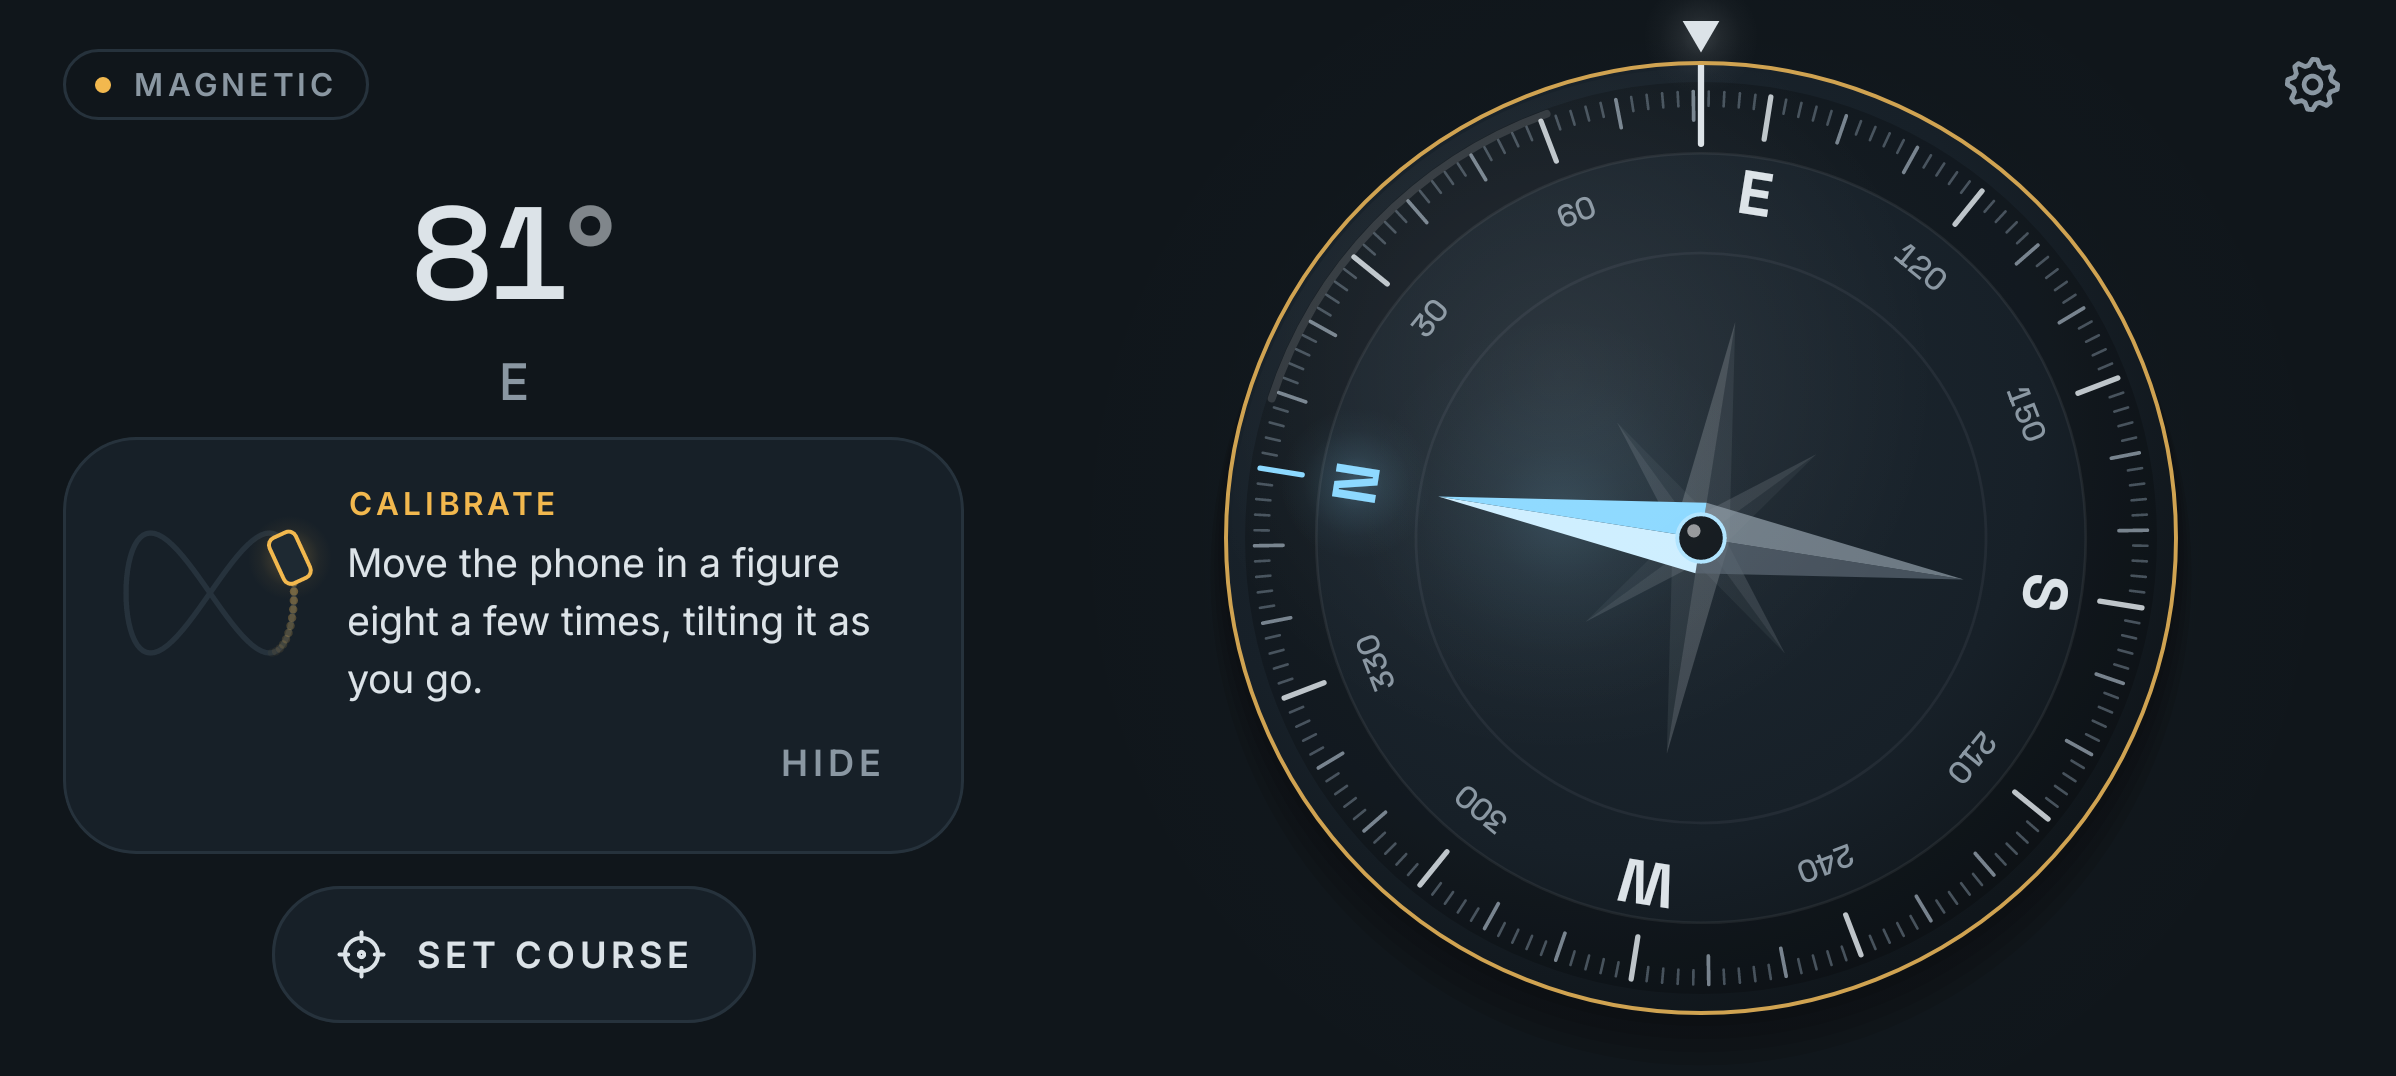 MAGNETIC
81°
E
CALIBRATE
Move the phone in a figure
eight a few times, tilting it as
you go.
HIDE
SET COURSE
N
30
60
E
120
150
S
210
240
W
300
330